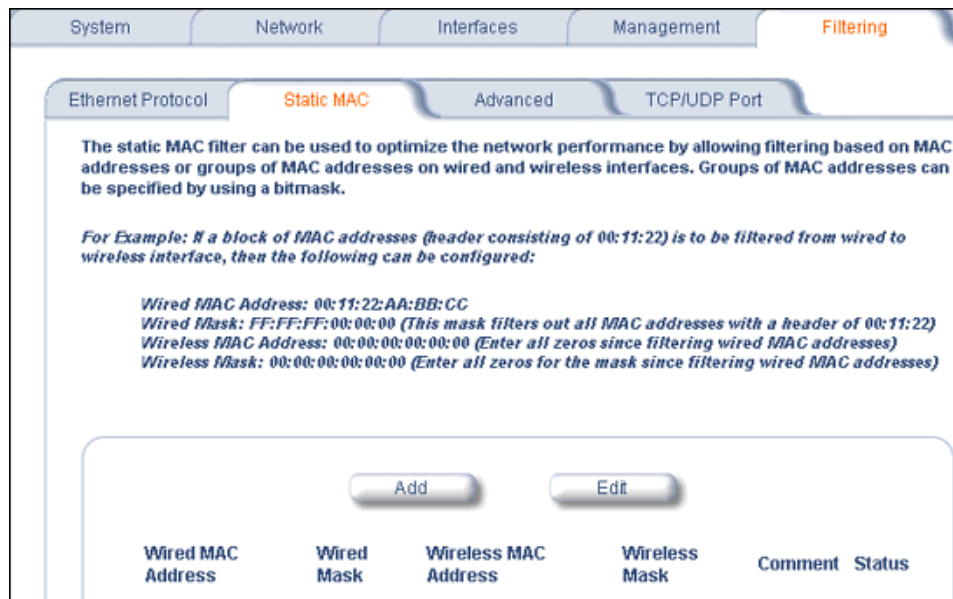 System Network Interfaces Management Filtering
Ethernet Protocol Static MAC Advanced TCP/UDP Port
The static MAC filter can be used to optimize the network performance by allowing filtering based on MAC
addresses or groups of MAC addresses on wired and wireless interfaces. Groups of MAC addresses can
be specified by using a bitmask.
For Example: If a block of MAC addresses (header consisting of 00:11:22) is to be filtered from wired to
wireless interface, then the following can be configured:
Wired MAC Address: 00:11:22:AA:BB:CC
Wired Mask: FF:FF:FF:00:00:00 (This mask filters out all MAC addresses with a header of 00:11:22)
Wireless MAC Address: 00:00:00:00:00:00 (Enter all zeros since filtering wired MAC addresses)
Wireless Mask: 00:00:00:00:00:00 (Enter all zeros for the mask since filtering wired MAC addresses)
Add Edit
Wired MAC Wired Wireless MAC Wireless
Address Mask Address Mask Comment Status